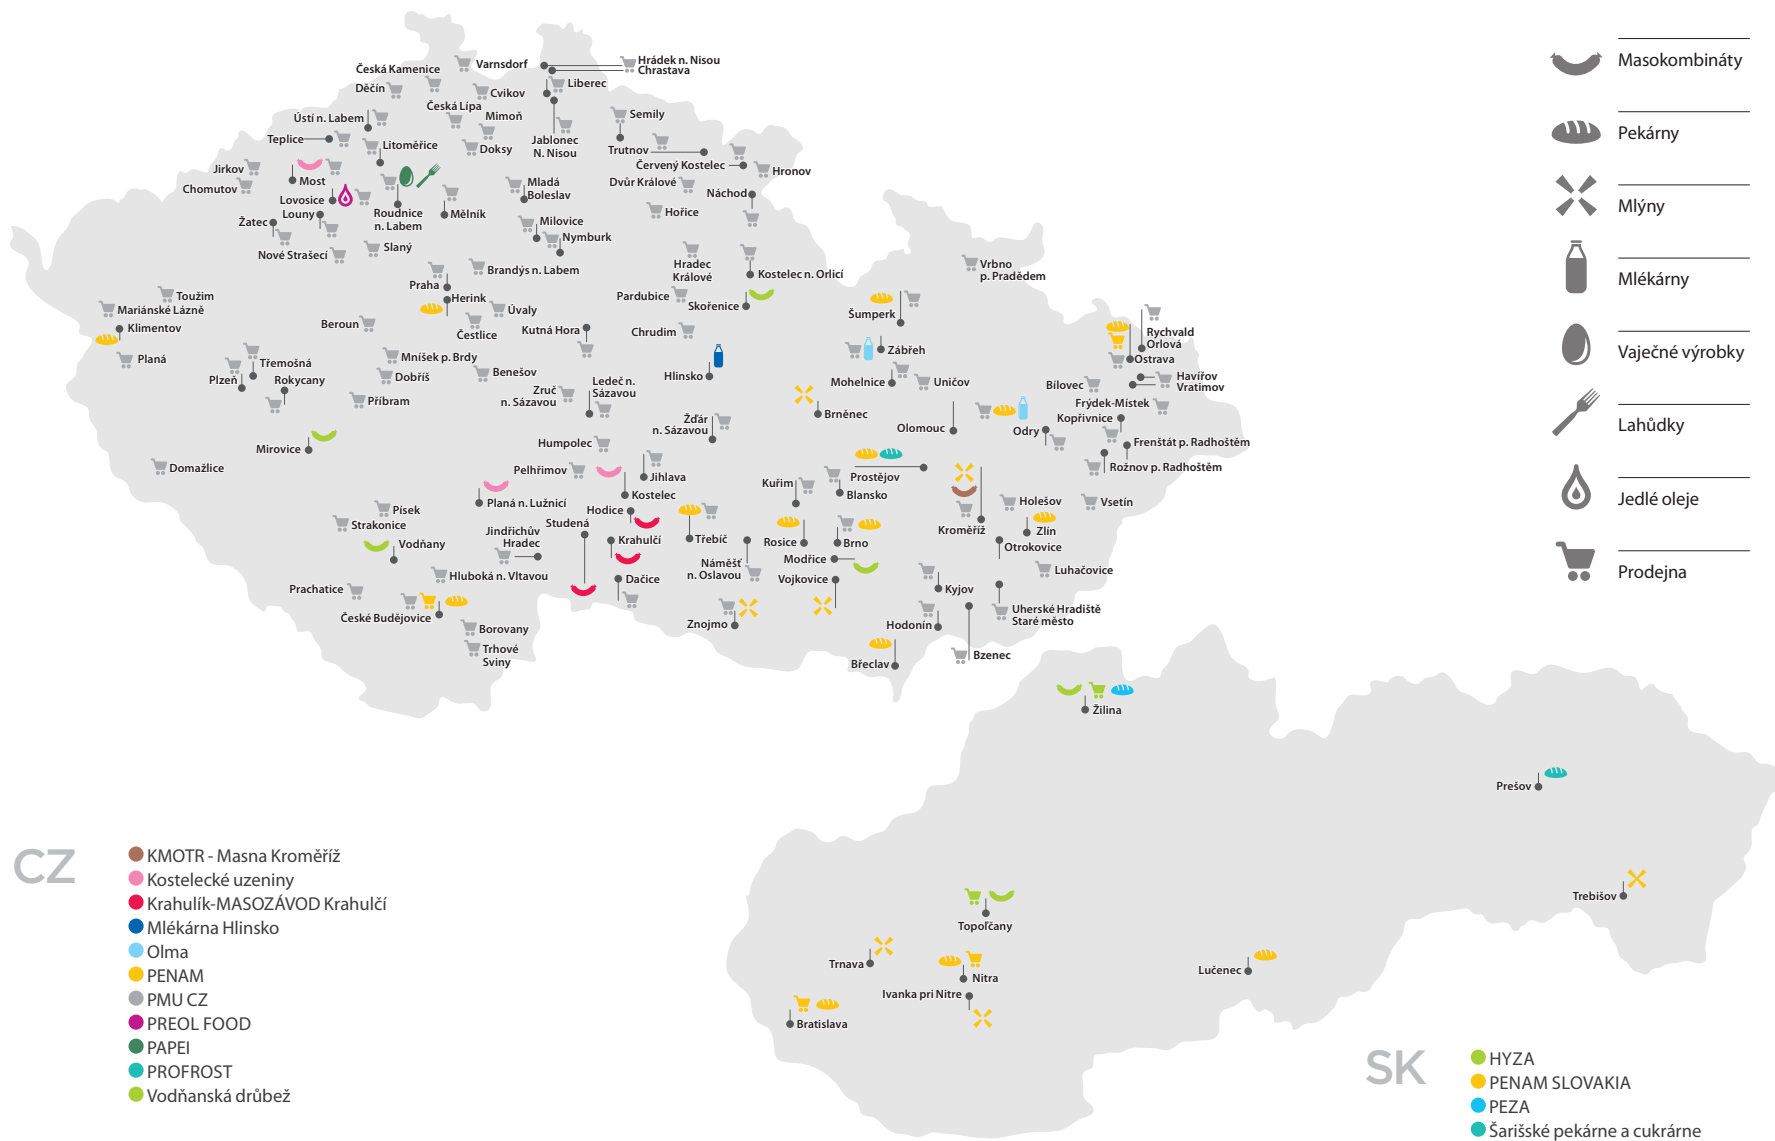 Varnsdorf
Hrádek n. Nisou
Chrastava
Česká Kamenice
Děčín
Cvikov
Liberec
Česká Lípa
Mimoň
Ústí n. Labem
Semily
Teplice
Litoměřice
Doksy
Jablonec
N. Nisou
Trutnov
Červený Kostelec
Hronov
Jirkov
Chomutov
Most
Mladá
Boleslav
Dvůr Králové
Náchod
Lovosice
Louny
Roudnice
n. Labem
Mělník
Hořice
Žatec
Milovice
Nymburk
Nové Strašecí
Slaný
Hradec
Králové
Kostelec n. Orlicí
Vrbno
p. Pradědem
Brandýs n. Labem
Praha
Herink
Toužim
Mariánské Lázně
Pardubice
Skořenice
Úvaly
Šumperk
Klimentov
Beroun
Čestlice
Kutná Hora
Chrudim
Rychvald
Orlová
Ostrava
Zábřeh
Planá
Třemošná
Mníšek p. Brdy
Plzeň
Rokycany
Dobříš
Benešov
Hlinsko
Mohelnice
Uničov
Bílovec
Havířov
Vratimov
Příbram
Zruč
n. Sázavou
Ledeč n.
Sázavou
Brněnec
Frýdek-Místek
Kopřivnice
Žďár
n. Sázavou
Olomouc
Odry
Frenštát p. Radhoštěm
Mirovice
Humpolec
Domažlice
Pelhřimov
Jihlava
Prostějov
Rožnov p. Radhoštěm
Kuřim
Blansko
Planá n. Lužnicí
Kostelec
Holešov
Vsetín
Písek
Strakonice
Hodice
Studená
Kroměříž
Zlín
Jindřichův
Hradec
Krahulčí
Třebíč
Rosice
Brno
Otrokovice
Vodňany
Modřice
Náměšť
n. Oslavou
Luhačovice
Hluboká n. Vltavou
Dačice
Vojkovice
Kyjov
Prachatice
Uherské Hradiště
Staré město
České Budějovice
Znojmo
Hodonín
Borovany
Trhové
Sviny
Břeclav
Bzenec
Žilina
Prešov
Trebišov
Topoľčany
Trnava
Nitra
Lučenec
Ivanka pri Nitre
Bratislava
Masokombináty
Pekárny
Mlýny
Mlékárny
Vaječné výrobky
Lahůdky
Jedlé oleje
Prodejna
CZ
KMOTR - Masna Kroměříž
Kostelecké uzeniny
Krahulík-MASOZÁVOD Krahulčí
Mlékárna Hlinsko
Olma
PENAM
PMU CZ
PREOL FOOD
PAPEI
PROFROST
Vodňanská drůbež
SK
HYZA
PENAM SLOVAKIA
PEZA
Šarišské pekárne a cukrárne